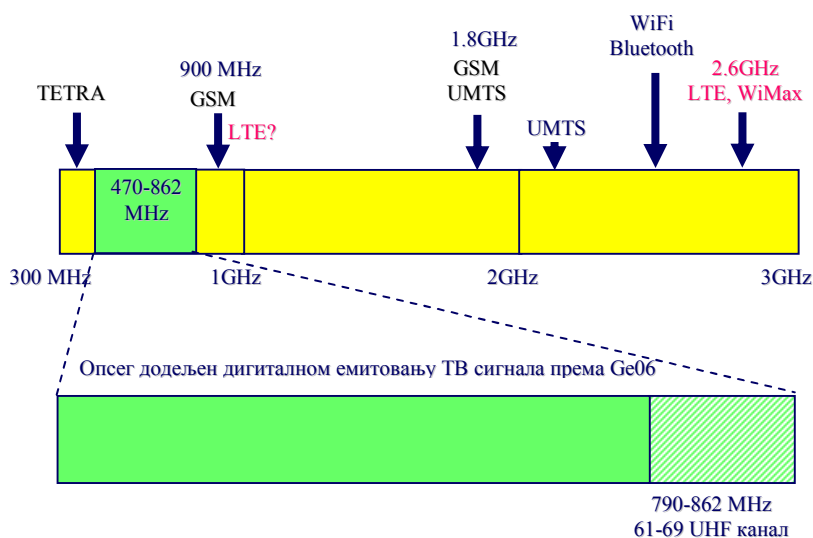 WiFi
Bluetooth
1.8GHz
GSM
UMTS
900 MHz
GSM
LTE?
2.6GHz
LTE, WiMax
TETRA
UMTS
470-862
MHz
300 MHz
1GHz
2GHz
3GHz
Опсег додељен дигиталном емитовању ТВ сигнала према Ge06
790-862 MHz
61-69 UHF канал